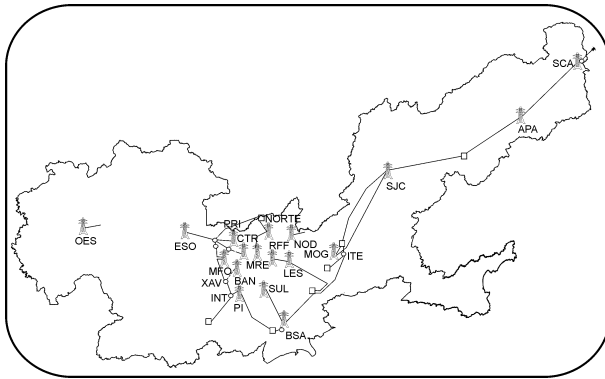 SCA
APA
SJC
PRI
CNORTE
OES
ESO
CTR
RFF
NOD
MOG
ITE
MFO
MRE
LES
XAV
BAN
INT
PI
SUL
BSA